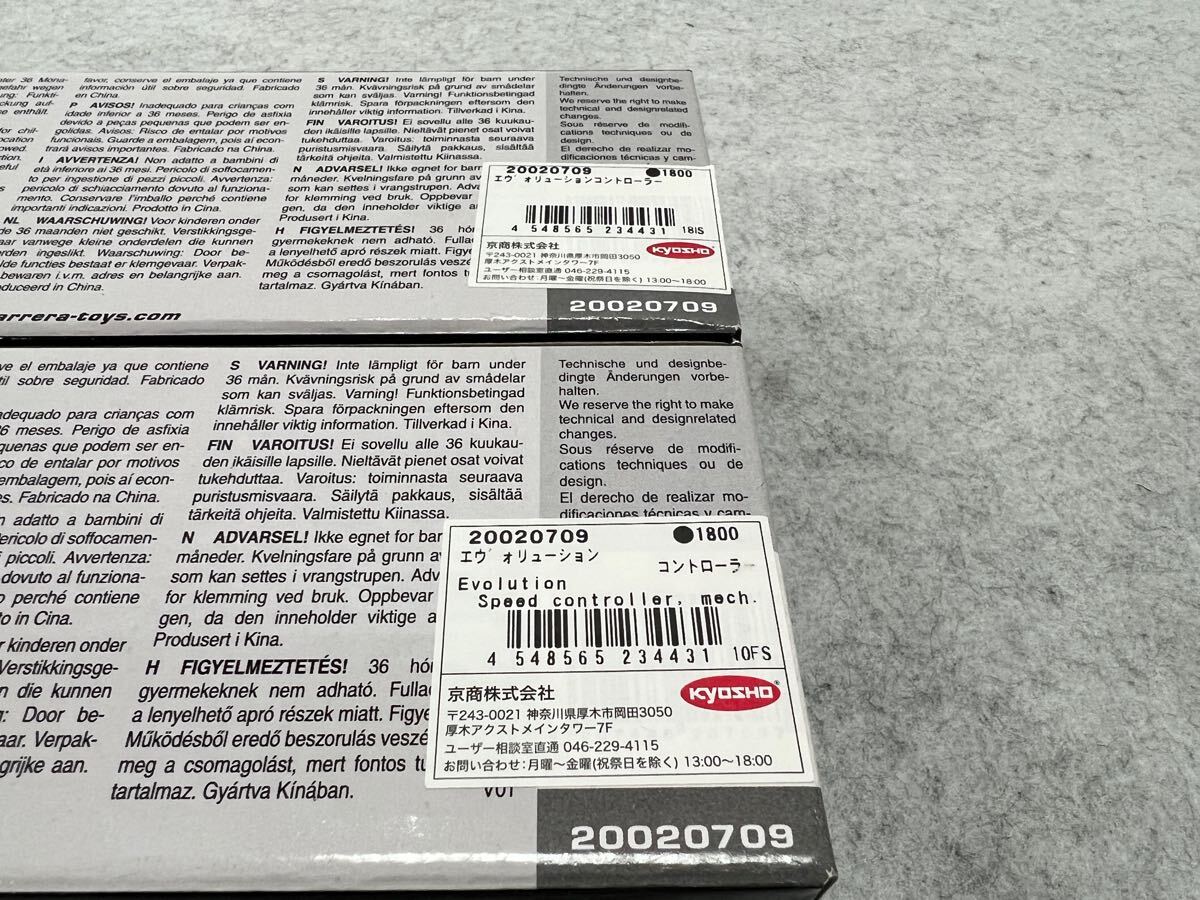 favor, conserve el embalaje ya que contiene
información útil sobre seguridad. Fabricado
en China.
P AVISOS! Inadequado para crianças com
idade inferior a 36 meses. Perigo de asfixia
devido a peças pequenas que podem ser en-
golidas. Avisos: Risco de entalar por motivos
funcionais. Guarde a embalagem, pois aí econ-
trará avisos importantes. Fabricado na China.
I AVVERTENZA! Non adatto a bambini di
età inferiore ai 36 mesi. Pericolo di soffocamen-
to per ingestione di pezzi piccoli. Avvertenza:
pericolo di schiacciamento dovuto al funziona-
mento. Conservare l'imballo perché contiene
importanti indicazioni. Prodotto in Cina.
NL WAARSCHUWING! Voor kinderen onder
de 36 maanden niet geschikt. Verstikkingsge-
vaar vanwege kleine onderdelen die kunnen
worden ingeslikt. Waarschuwing: Door be-
bewaren i.v.m. adres en belangrijke aan.
S VARNING! Inte lämpligt för barn under
36 mån. Kvävningsrisk på grund av smådelar
som kan sväljas. Varning! Funktionsbetingad
klämrisk. Spara förpackningen eftersom den
innehåller viktig information. Tillverkad i Kina.
FIN VAROITUS! Ei sovellu alle 36 kuukau-
den ikäisille lapsille. Nieltävät pienet osat voivat
tukehduttaa. Varoitus: toiminnasta seuraava
puristusmisvaara. Säilytä pakkaus, sisältää
tärkeitä ohjeita. Valmistettu Kiinassa.
N ADVARSEL! Ikke egnet for bar
måneder. Kvelningsfare på grunn av
som kan settes i vrangstrupen. Adva
for klemming ved bruk. Oppbevar
gen, da den inneholder viktige a
Produsert i Kina.
H FIGYELMEZTETÉS! 36 hó
gyermekeknek nem adható. Fulla
a lenyelhető apró részek miatt. Figye
Működésből eredő beszorulás veszé
meg a csomagolást, mert fontos
tartalmaz. Gyártva Kínában.
Technische und designbe-
dingte Änderungen vorbe-
halten.
We reserve the right to make
technical and designrelated
changes.
Sous réserve de modifi-
cations techniques ou de
design.
El derecho de realizar mo-
dificaciones técnicas y cam-
20020709 ●1800
エヴォリューションコントローラー
4 548565 234431 18IS
京商株式会社 KYOSHO
〒243-0021 神奈川県厚木市岡田3050
厚木アクストメインタワー7F
ユーザー相談室直通 046-229-4115
お問い合わせ:月曜～金曜(祝祭日を除く) 13:00～18:00
20020709
arrera-toys.com
ve el embalaje ya que contiene
til sobre seguridad. Fabricado
adequado para crianças com
36 meses. Perigo de asfixia
quenas que podem ser en-
co de entalar por motivos
embalagem, pois aí econ-
s. Fabricado na China.
n adatto a bambini di
ericolo di soffocamen-
i piccoli. Avvertenza:
dovuto al funziona-
o perché contiene
to in Cina.
r kinderen onder
Verstikkingsge-
n die kunnen
g: Door be-
aar. Verpak-
grijke aan.
S VARNING! Inte lämpligt för barn under
36 mån. Kvävningsrisk på grund av smådelar
som kan sväljas. Varning! Funktionsbetingad
klämrisk. Spara förpackningen eftersom den
innehåller viktig information. Tillverkad i Kina.
FIN VAROITUS! Ei sovellu alle 36 kuukau-
den ikäisille lapsille. Nieltävät pienet osat voivat
tukehduttaa. Varoitus: toiminnasta seuraava
puristusmisvaara. Säilytä pakkaus, sisältää
tärkeitä ohjeita. Valmistettu Kiinassa.
N ADVARSEL! Ikke egnet for bar
måneder. Kvelningsfare på grunn av
som kan settes i vrangstrupen. Adv
for klemming ved bruk. Oppbevar
gen, da den inneholder viktige a
Produsert i Kina.
H FIGYELMEZTETÉS! 36 hó
gyermekeknek nem adható. Fulla
a lenyelhető apró részek miatt. Figye
Működésből eredő beszorulás veszé
meg a csomagolást, mert fontos tu
tartalmaz. Gyártva Kínában.
V01
Technische und designbe-
dingte Änderungen vorbe-
halten.
We reserve the right to make
technical and designrelated
changes.
Sous réserve de modifi-
cations techniques ou de
design.
El derecho de realizar mo-
dificaciones técnicas y cam-
20020709 ●1800
エヴォリューション コントローラー
Evolution
Speed controller, mech.
4 548565 234431 10FS
京商株式会社 KYOSHO
〒243-0021 神奈川県厚木市岡田3050
厚木アクストメインタワー7F
ユーザー相談室直通 046-229-4115
お問い合わせ:月曜～金曜(祝祭日を除く) 13:00～18:00
20020709